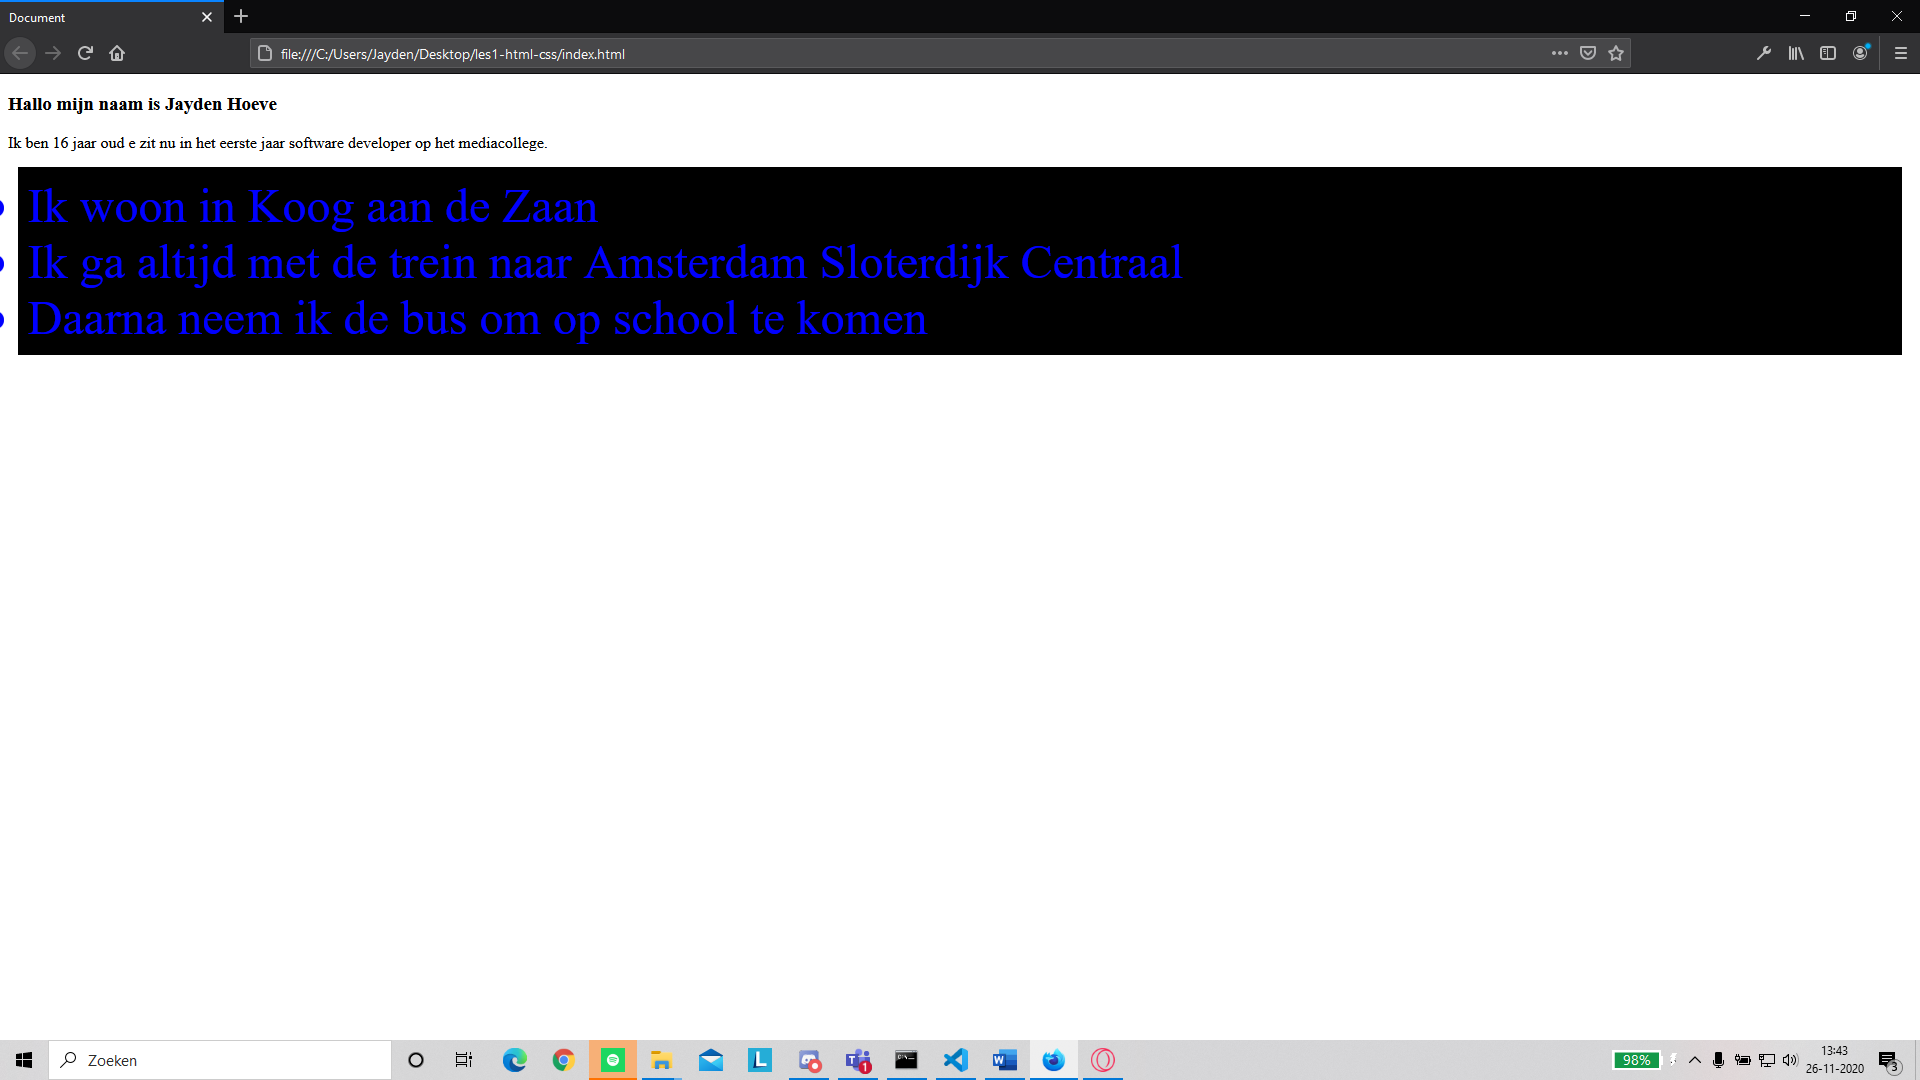 Document
file:///C:/Users/Jayden/Desktop/les1-html-css/index.html
Hallo mijn naam is Jayden Hoeve
Ik ben 16 jaar oud e zit nu in het eerste jaar software developer op het mediacollege.
Ik woon in Koog aan de Zaan
Ik ga altijd met de trein naar Amsterdam Sloterdijk Centraal
Daarna neem ik de bus om op school te komen
Zoeken
L
1
98%
13:43
26-11-2020
3